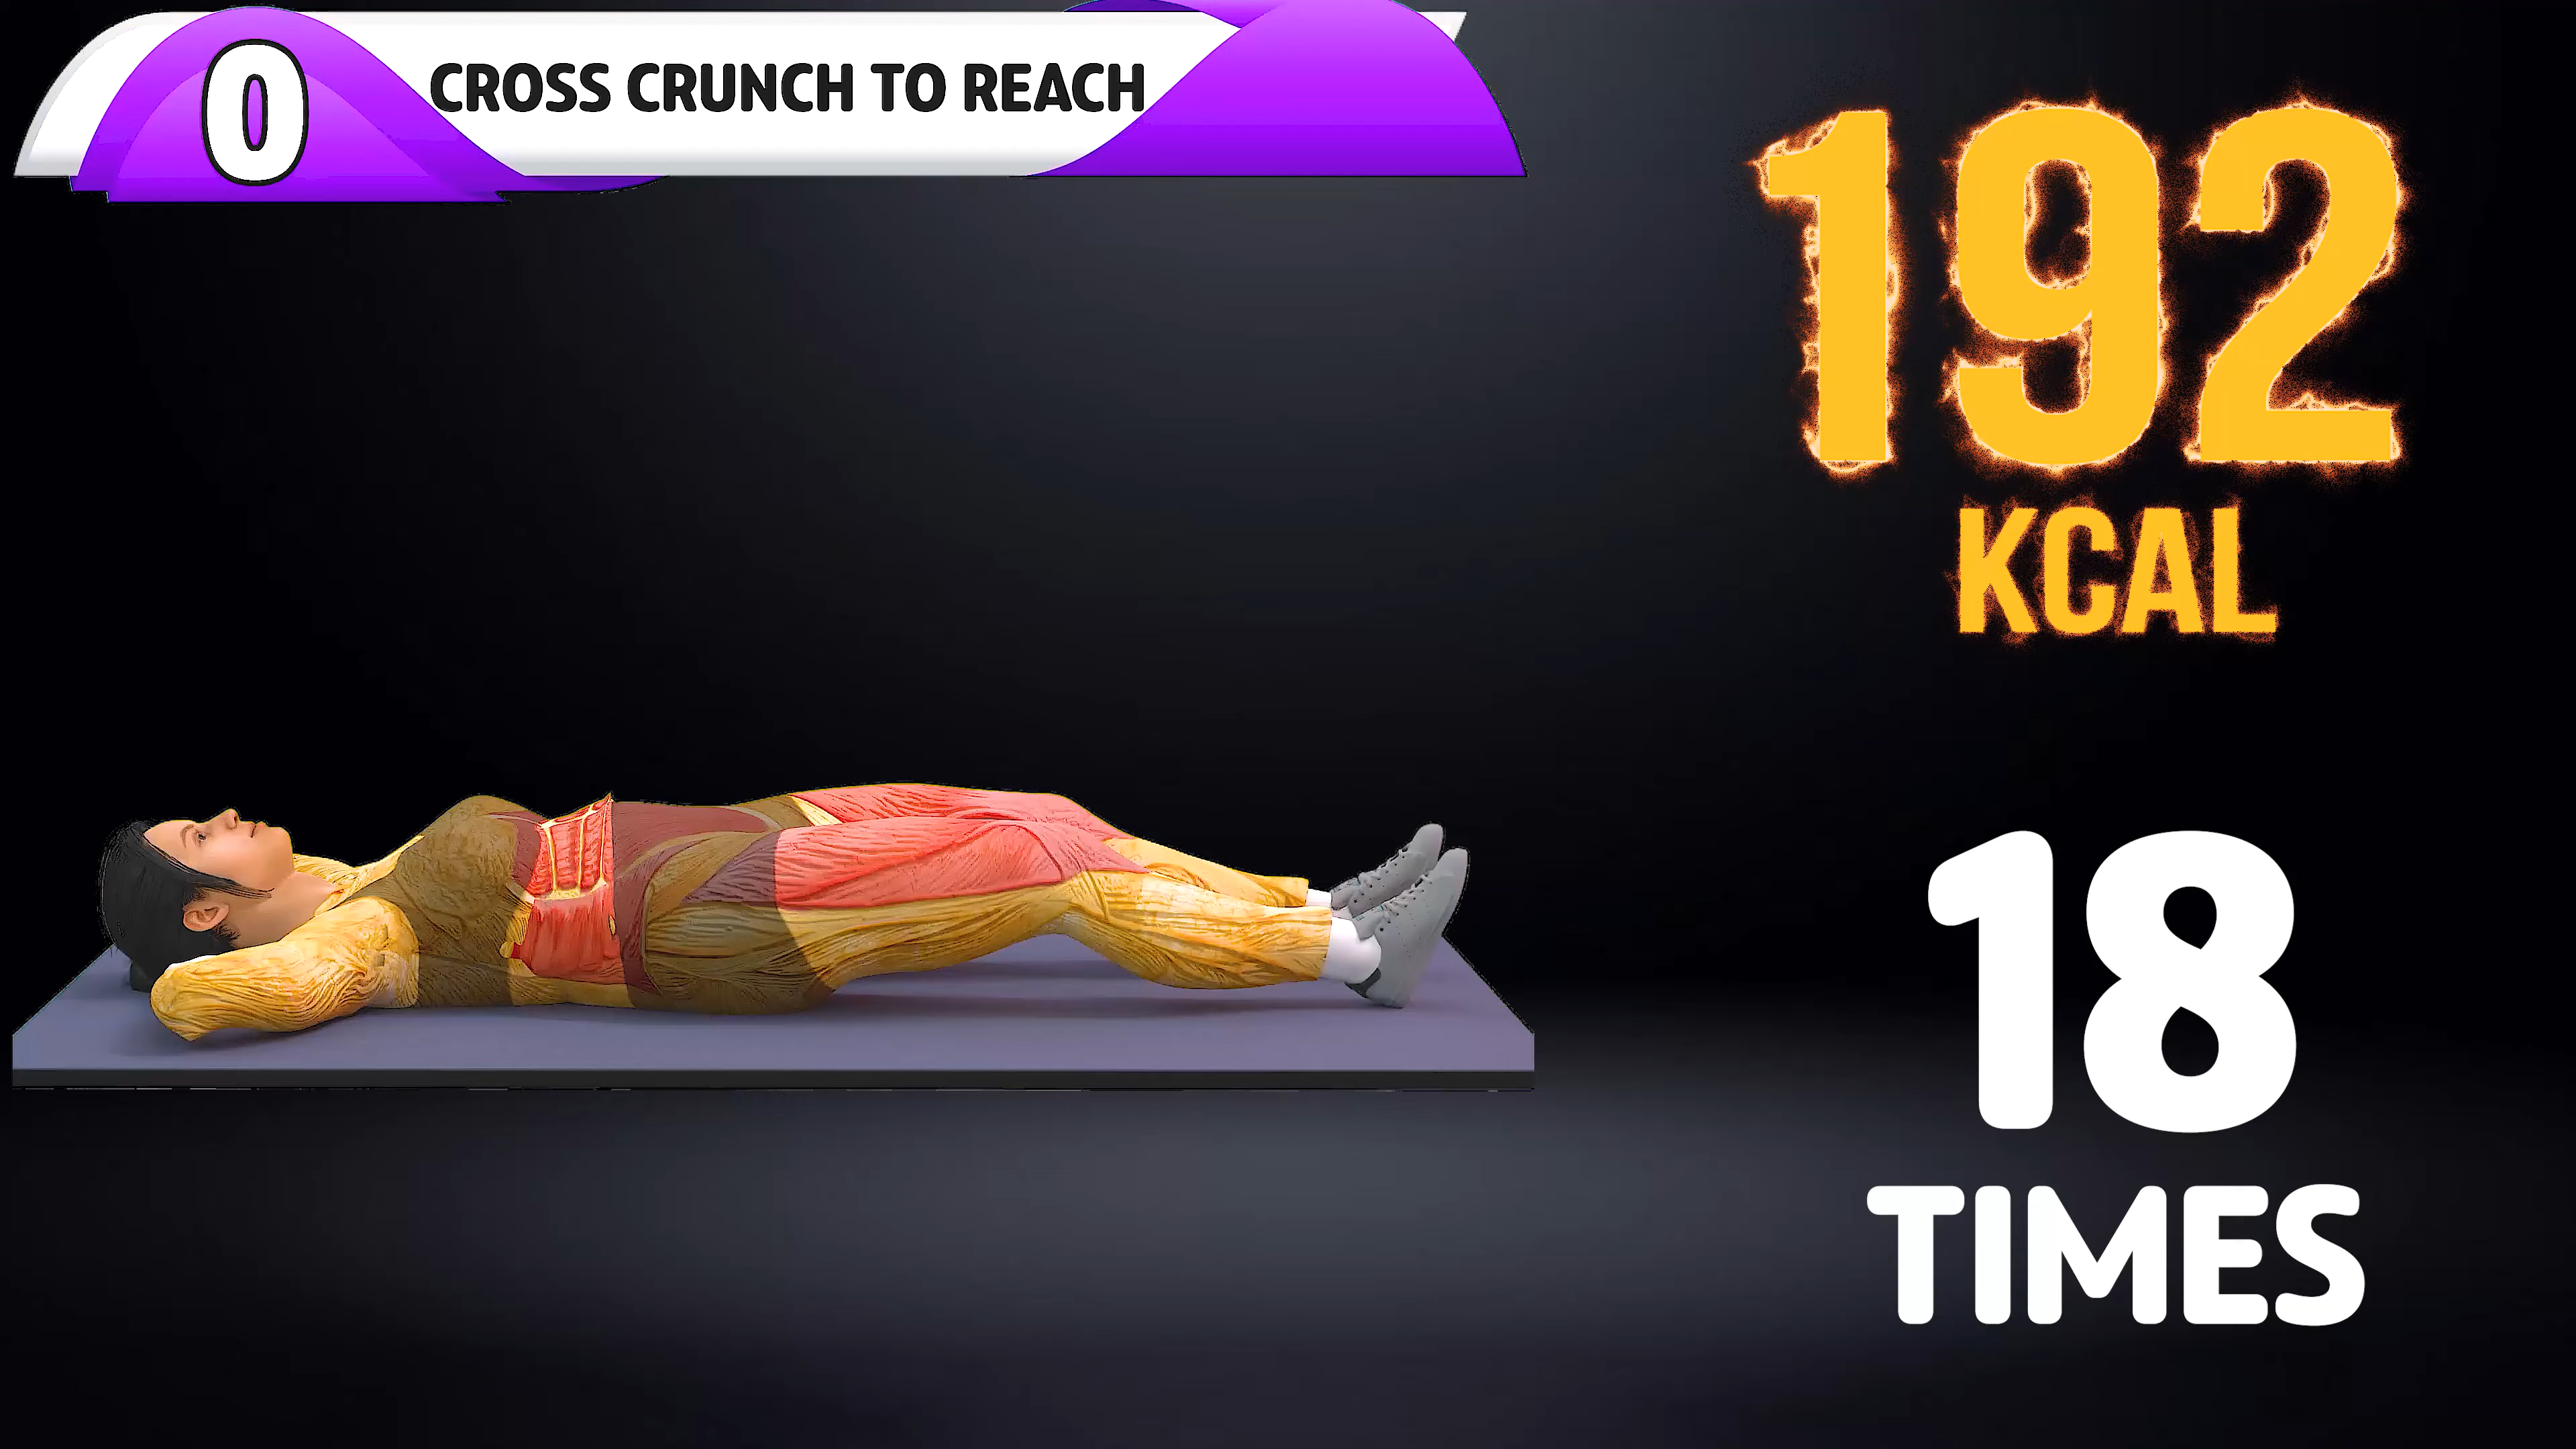 0
CROSS CRUNCH TO REACH
192
KCAL
18
TIMES